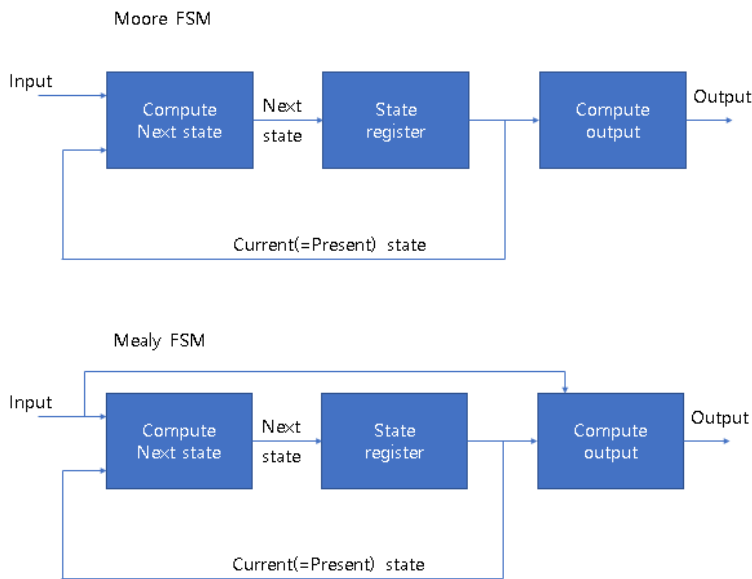 Moore FSM
Input
Compute
Next state
Next
state
State
register
Compute
output
Output
Current(=Present) state
Mealy FSM
Input
Compute
Next state
Next
state
State
register
Compute
output
Output
Current(=Present) state